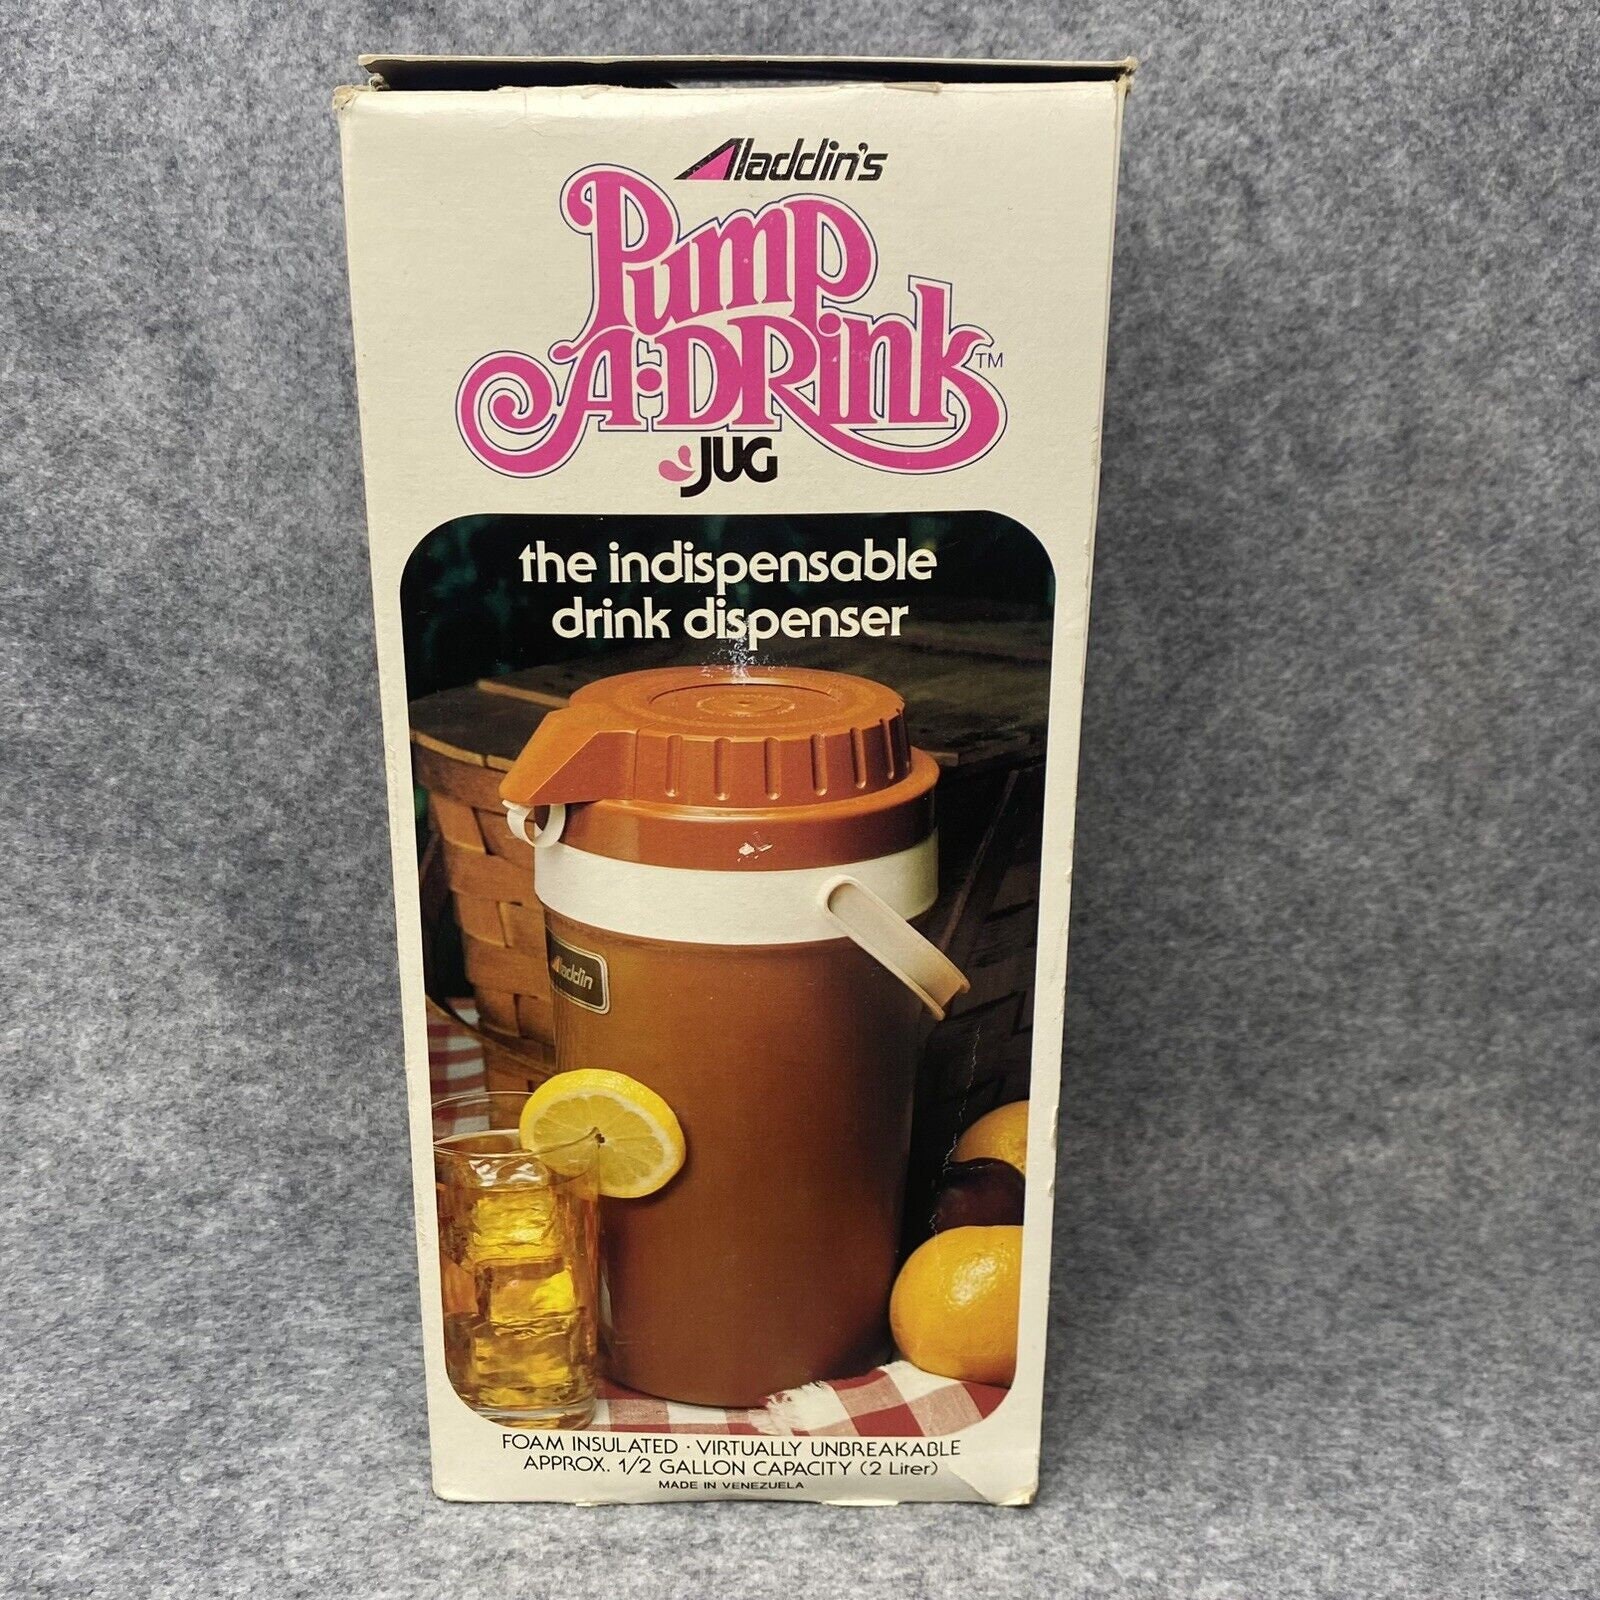 Aladdin's
Pump
A·DRink™
JUG
the indispensable
drink dispenser
Aladdin
FOAM INSULATED · VIRTUALLY UNBREAKABLE
APPROX. 1/2 GALLON CAPACITY (2 Liter)
MADE IN VENEZUELA